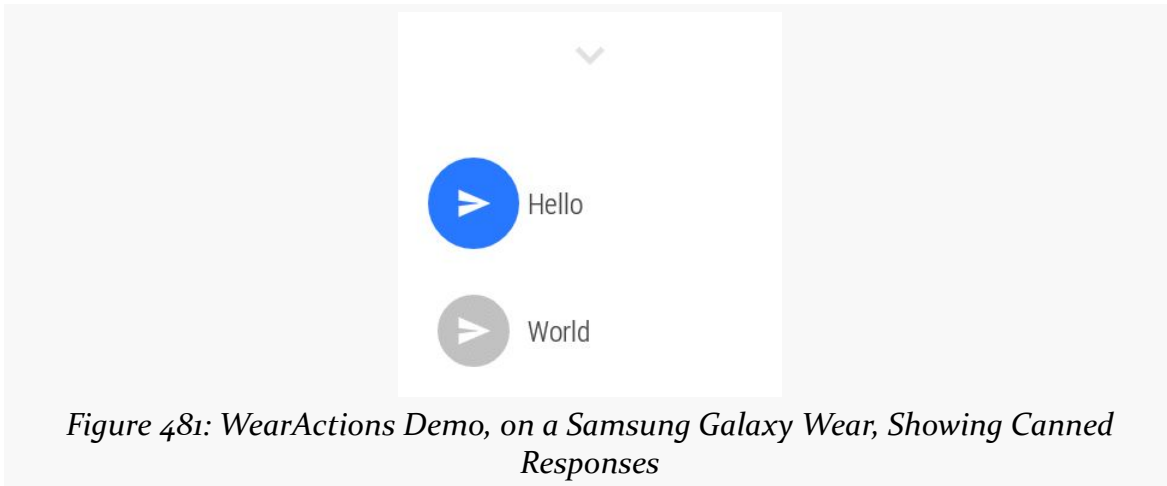 Hello
World
Figure 481: WearActions Demo, on a Samsung Galaxy Wear, Showing Canned
Responses